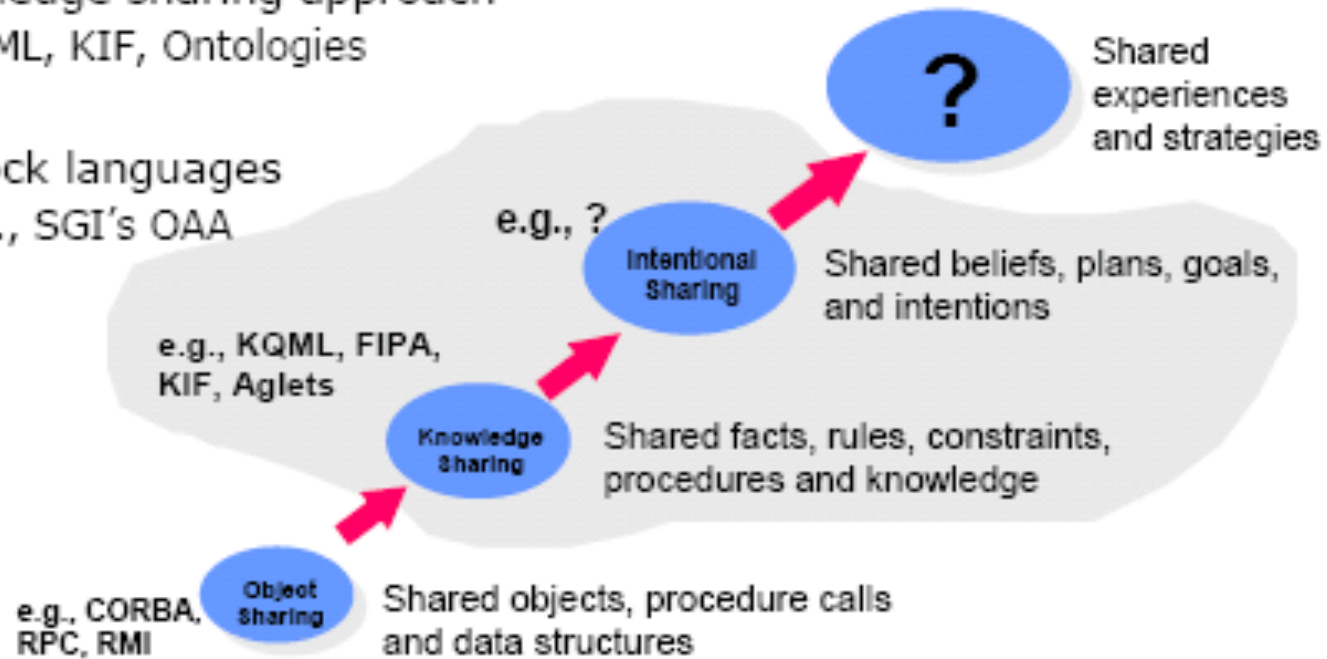 ML, KIF, Ontologies
ck languages
., SGI's OAA
?
Shared
experiences
and strategies
e.g., ?
Intentional
Sharing
Shared beliefs, plans, goals,
and intentions
e.g., KQML, FIPA,
KIF, Aglets
Knowledge
Sharing
Shared facts, rules, constraints,
procedures and knowledge
e.g., CORBA,
RPC, RMI
Object
Sharing
Shared objects, procedure calls
and data structures